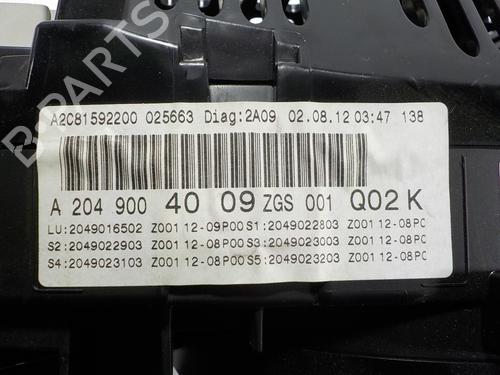 B-PARTS
A2C81592200 025663 Diag:2A09 02.08.12 03:47 138
A 204 900 40 09 ZGS 001 Q02 K
LU:2049016502 Z001 12-09P00 S1:2049022803 Z001 12-08PC
S2:2049022903 Z001 12-08P00 S3:2049023003 Z001 12-08PC
S4:2049023103 Z001 12-08P00 S5:2049023203 Z001 12-08PC